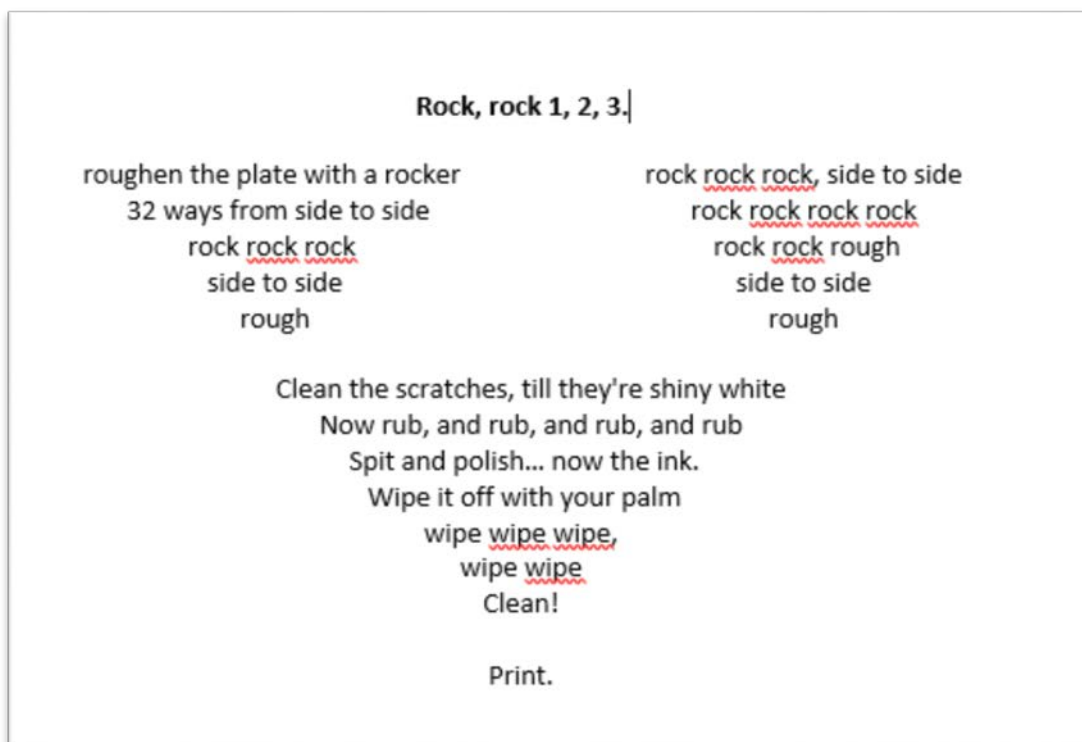 Rock, rock 1, 2, 3.
roughen the plate with a rocker
32 ways from side to side
rock rock rock
side to side
rough
rock rock rock, side to side
rock rock rock rock
rock rock rough
side to side
rough
Clean the scratches, till they're shiny white
Now rub, and rub, and rub, and rub
Spit and polish... now the ink.
Wipe it off with your palm
wipe wipe wipe,
wipe wipe
Clean!
Print.